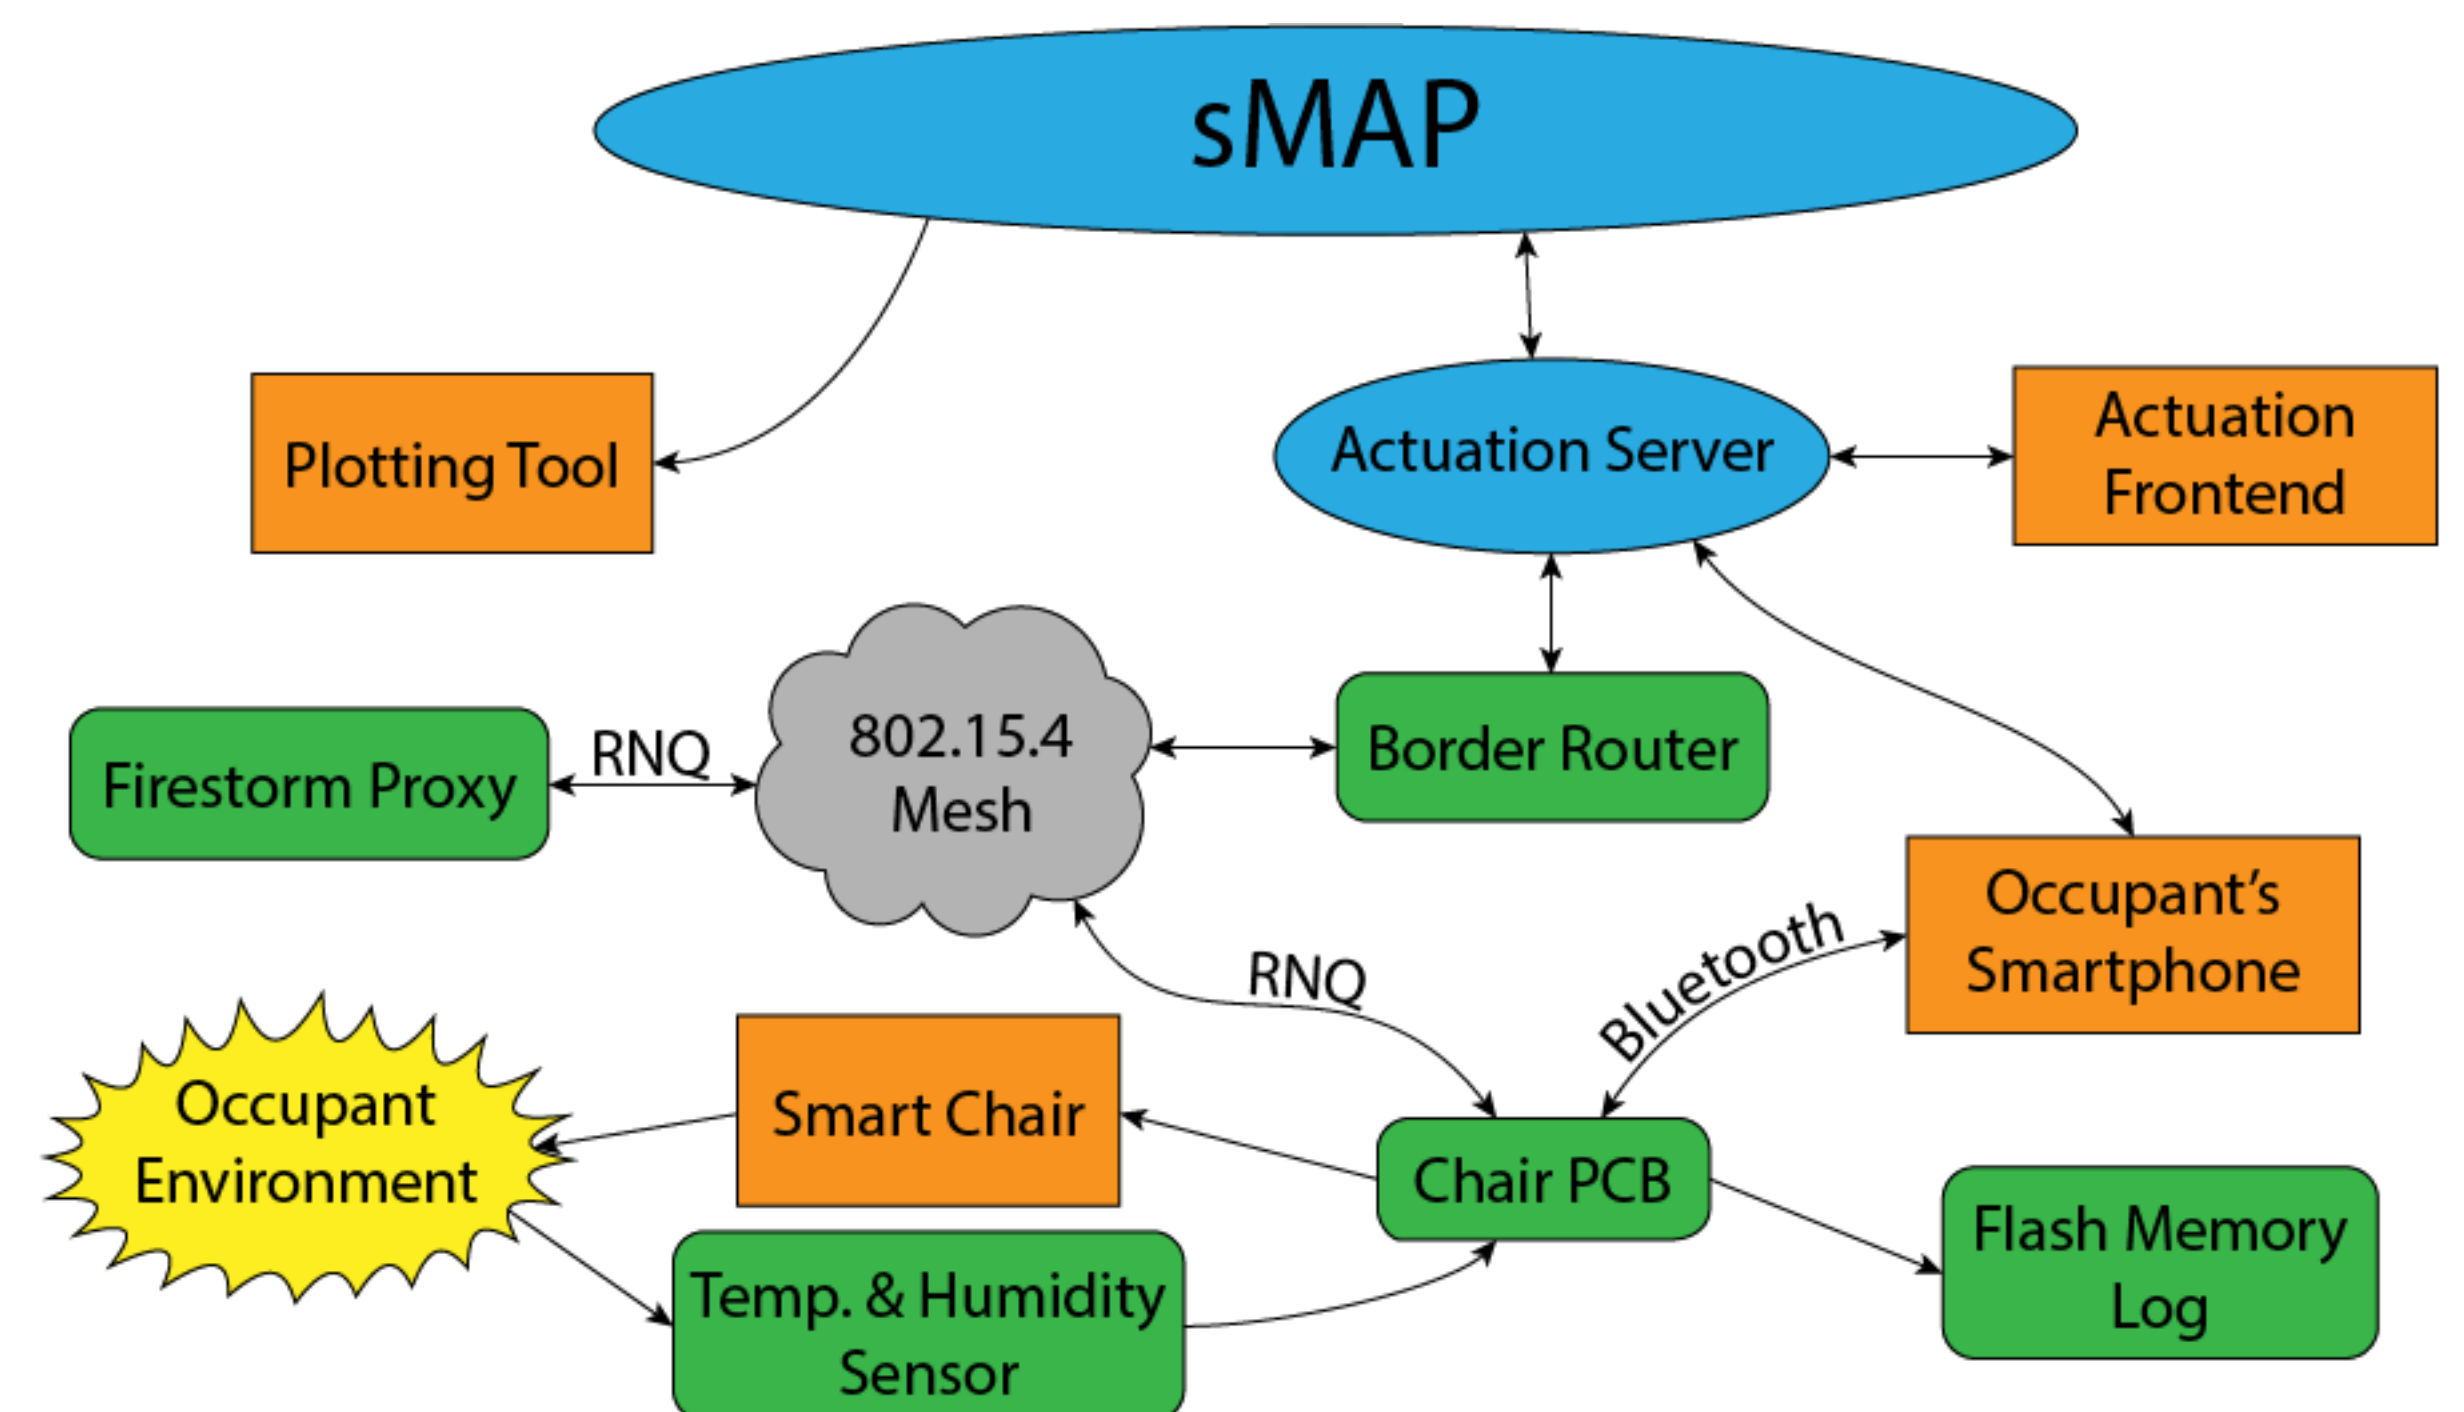 sMAP
Plotting Tool
Actuation Server
Actuation
Frontend
Firestorm Proxy
RNQ
802.15.4
Mesh
Border Router
Occupant’s
Smartphone
RNQ
Bluetooth
Occupant
Environment
Smart Chair
Chair PCB
Flash Memory
Log
Temp. & Humidity
Sensor